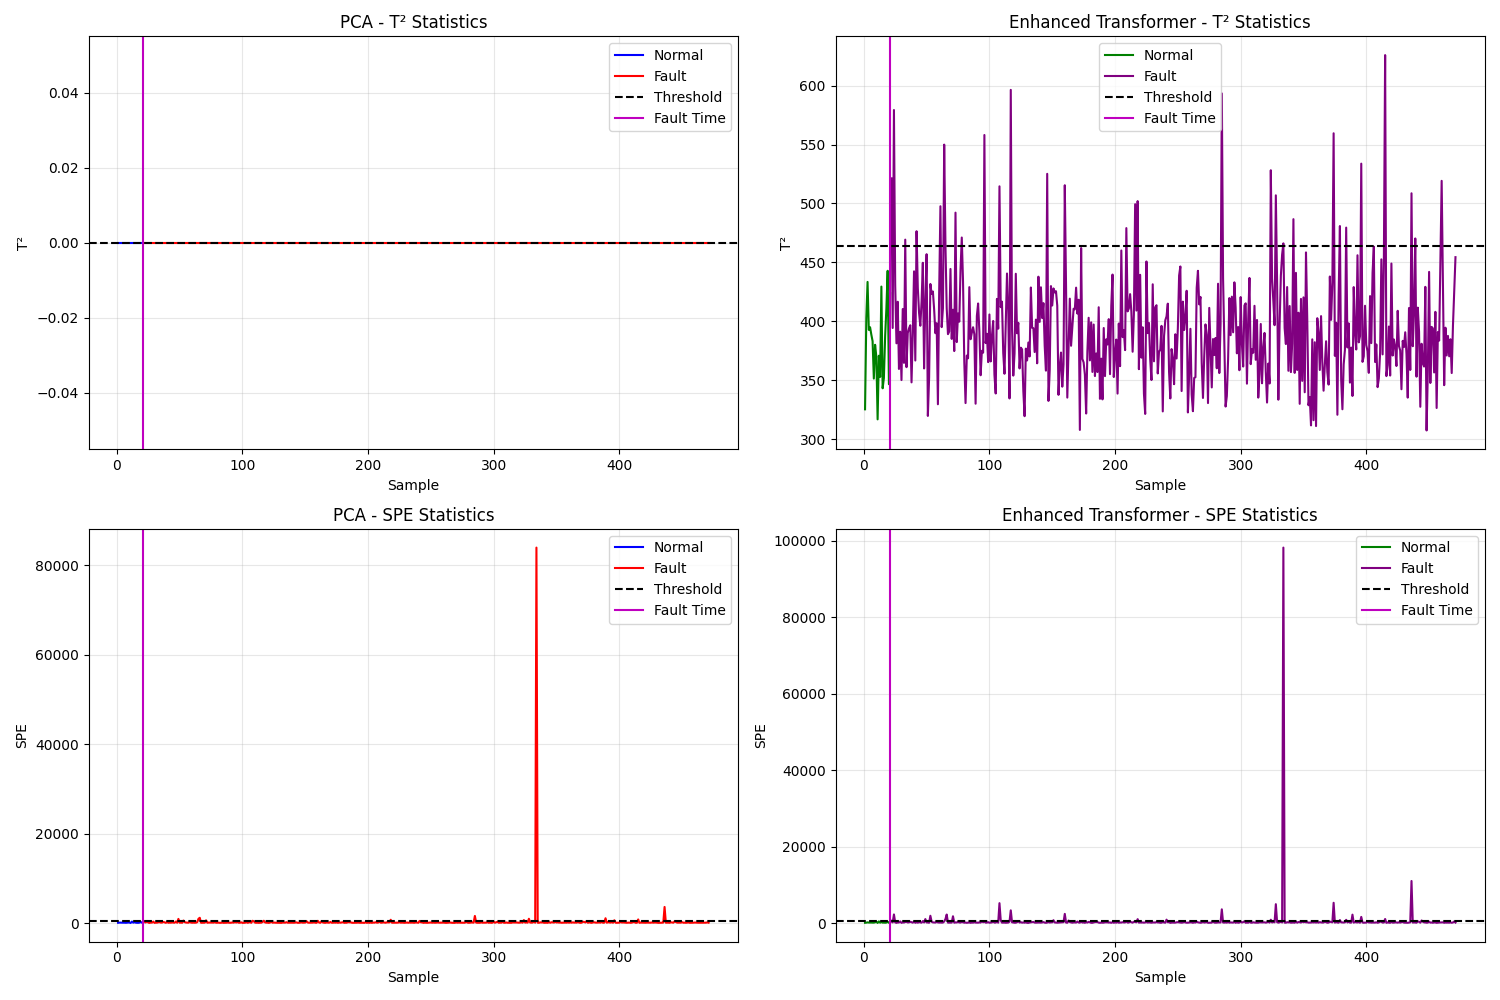 PCA - T² Statistics
T²
0.04
0.02
0.00
−0.02
−0.04
0 100 200 300 400
Sample
Normal
Fault
Threshold
Fault Time
Enhanced Transformer - T² Statistics
T²
600
550
500
450
400
350
300
0 100 200 300 400
Sample
Normal
Fault
Threshold
Fault Time
PCA - SPE Statistics
SPE
80000
60000
40000
20000
0
0 100 200 300 400
Sample
Normal
Fault
Threshold
Fault Time
Enhanced Transformer - SPE Statistics
SPE
100000
80000
60000
40000
20000
0
0 100 200 300 400
Sample
Normal
Fault
Threshold
Fault Time